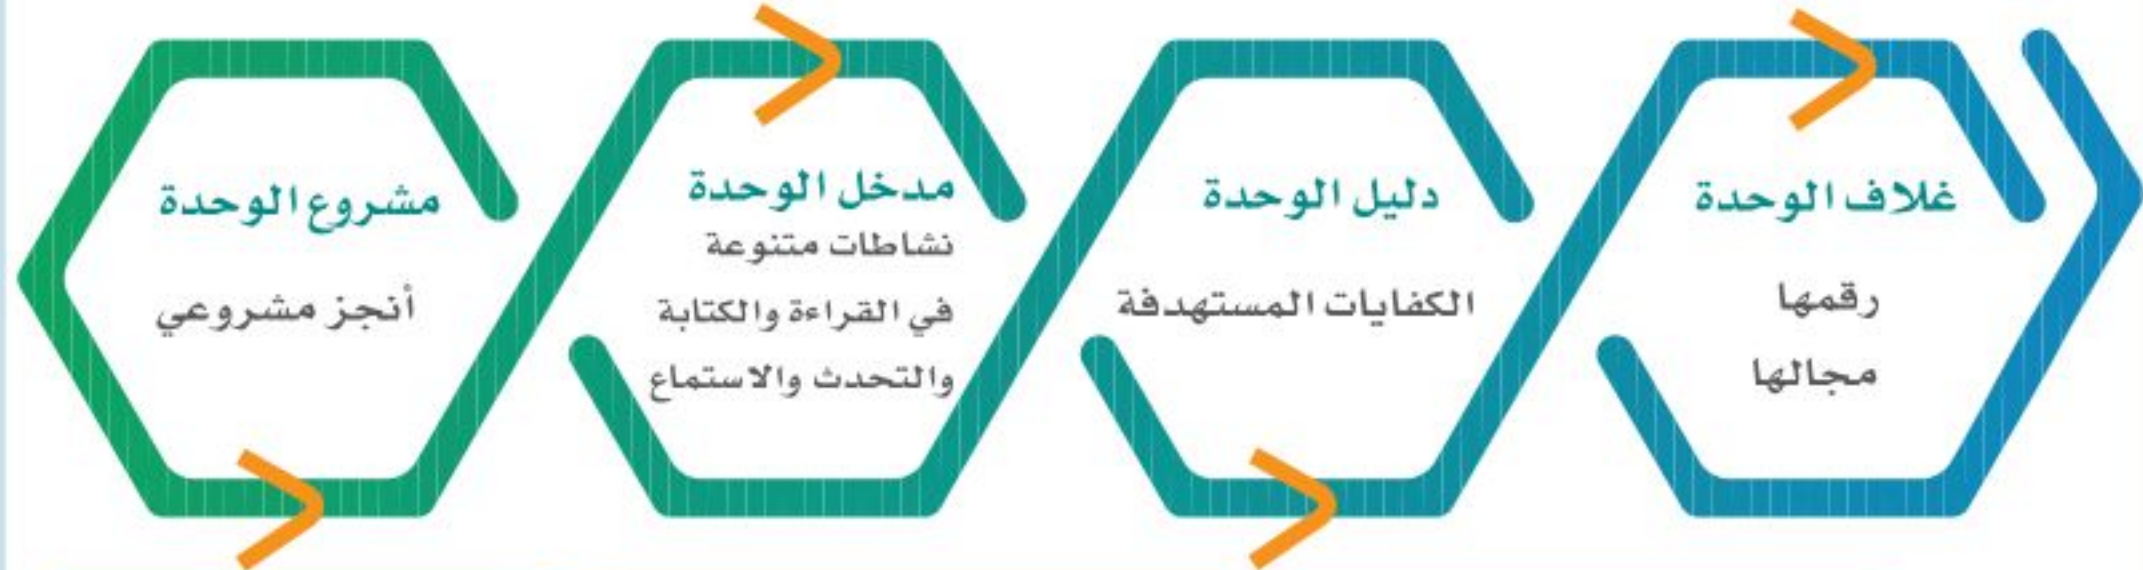 غلاف الوحدة
رقمها
مجالها
دليل الوحدة
الكفايات المستهدفة
مدخل الوحدة
نشاطات متنوعة
في القراءة والكتابة
والتحدث والاستماع
مشروع الوحدة
أنجز مشروعي